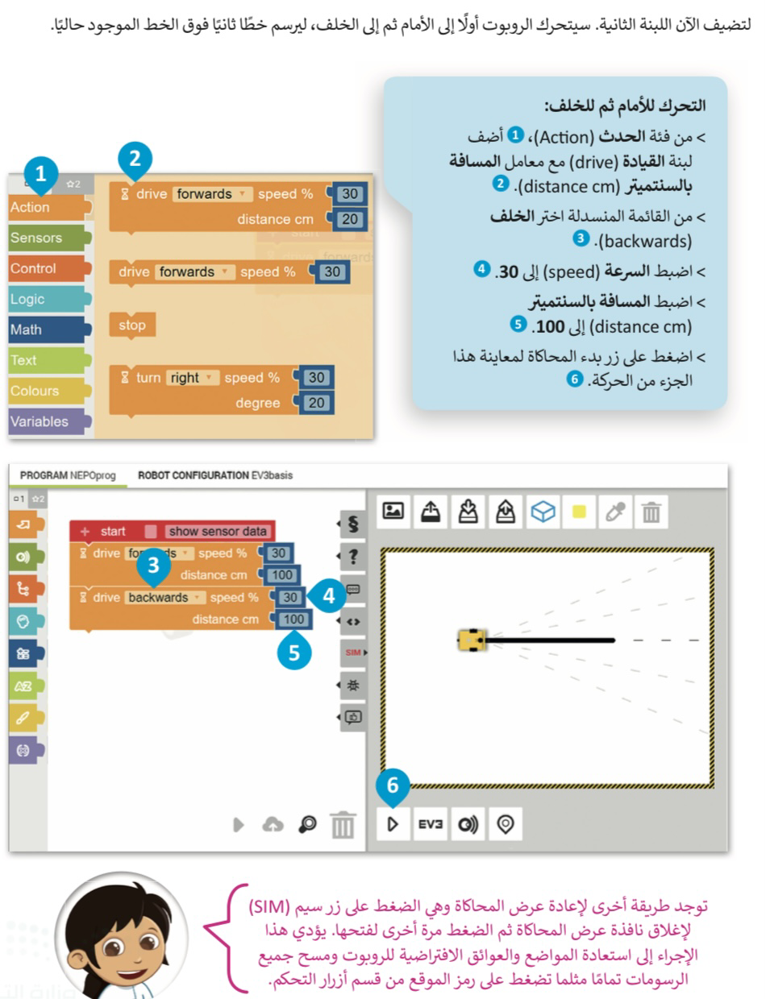 لتضيف الآن اللبنة الثانية. سيتحرك الروبوت أولًا إلى الأمام ثم إلى الخلف، ليرسم خطًا ثانيًا فوق الخط الموجود حاليًا.
التحرك للأمام ثم للخلف:
> من فئة الحدث (Action)، 1 أضف
لبنة القيادة (drive) مع معامل المسافة
بالسنتميتر (distance cm). 2
> من القائمة المنسدلة اختر الخلف
(backwards). 3
> اضبط السرعة (speed) إلى 30. 4
> اضبط المسافة بالسنتميتر
(distance cm) إلى 100. 5
> اضغط على زر بدء المحاكاة لمعاينة هذا
الجزء من الحركة. 6
1
2
2
Action
Sensors
Control
Logic
Math
Text
Colours
Variables
drive forwards speed % 30
distance cm 20
start
drive forwards
drive forwards speed % 30
stop
turn right speed % 30
degree 20
PROGRAM NEPOprog ROBOT CONFIGURATION EV3basis
1 2
+ start show sensor data
drive forwards speed % 30
distance cm 100
3
drive backwards speed % 30
4
distance cm 100
5
§
?
<>
SIM
AZ
6
EV3
توجد طريقة أخرى لإعادة عرض المحاكاة وهي الضغط على زر سيم (SIM)
لإغلاق نافذة عرض المحاكاة ثم الضغط مرة أخرى لفتحها. يؤدي هذا
الإجراء إلى استعادة المواضع والعوائق الافتراضية للروبوت ومسح جميع
الرسومات تمامًا مثلما تضغط على رمز الموقع من قسم أزرار التحكم.